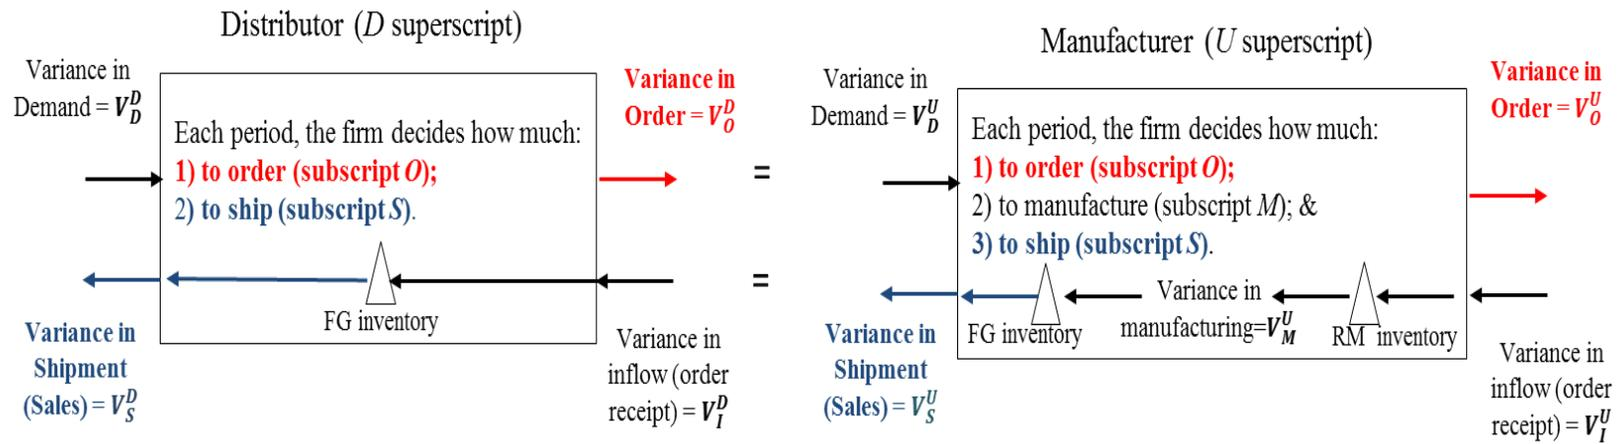 Distributor (D superscript)
Variance in
Demand = V_D^D
Each period, the firm decides how much:
1) to order (subscript O);
2) to ship (subscript S).
FG inventory
Variance in
Order = V_O^D
Variance in
Shipment
(Sales) = V_S^D
Variance in
inflow (order
receipt) = V_I^D
=
=
Manufacturer (U superscript)
Variance in
Demand = V_D^U
Each period, the firm decides how much:
1) to order (subscript O);
2) to manufacture (subscript M); &
3) to ship (subscript S).
FG inventory
Variance in
manufacturing=V_M^U
RM inventory
Variance in
Order = V_O^U
Variance in
Shipment
(Sales) = V_S^U
Variance in
inflow (order
receipt) = V_I^U